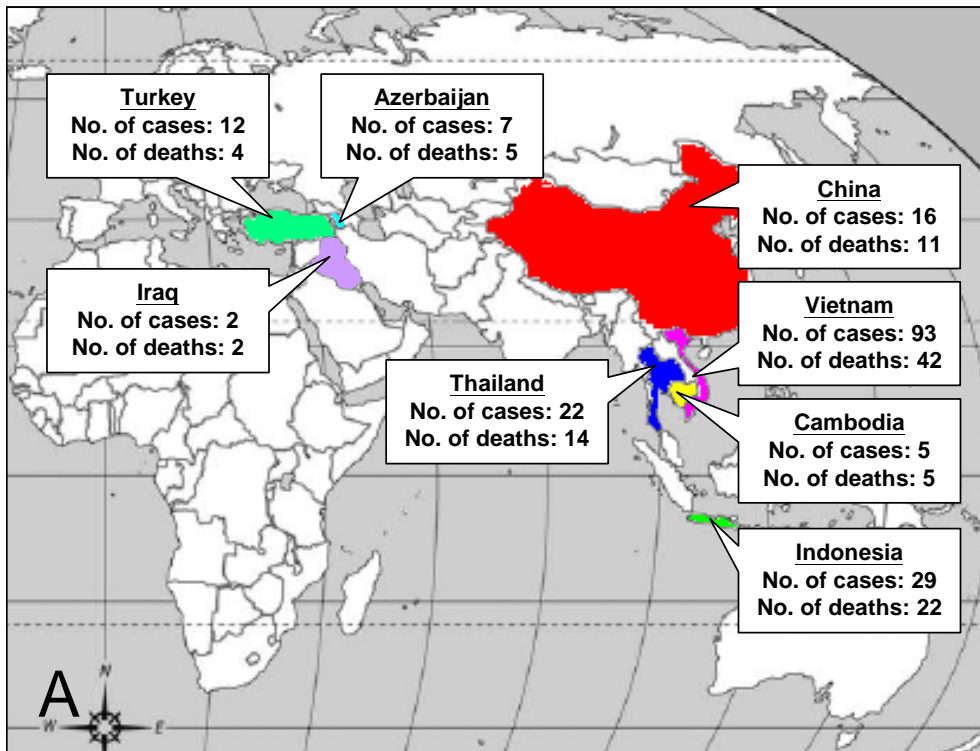 Turkey
No. of cases: 12
No. of deaths: 4
Azerbaijan
No. of cases: 7
No. of deaths: 5
China
No. of cases: 16
No. of deaths: 11
Iraq
No. of cases: 2
No. of deaths: 2
Vietnam
No. of cases: 93
No. of deaths: 42
Thailand
No. of cases: 22
No. of deaths: 14
Cambodia
No. of cases: 5
No. of deaths: 5
Indonesia
No. of cases: 29
No. of deaths: 22
A
N
W
E